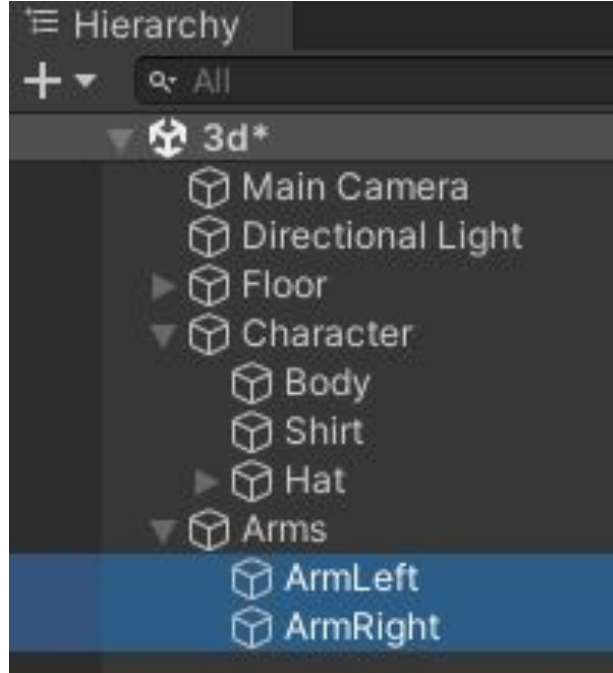 Hierarchy
All
3d*
Main Camera
Directional Light
Floor
Character
Body
Shirt
Hat
Arms
ArmLeft
ArmRight